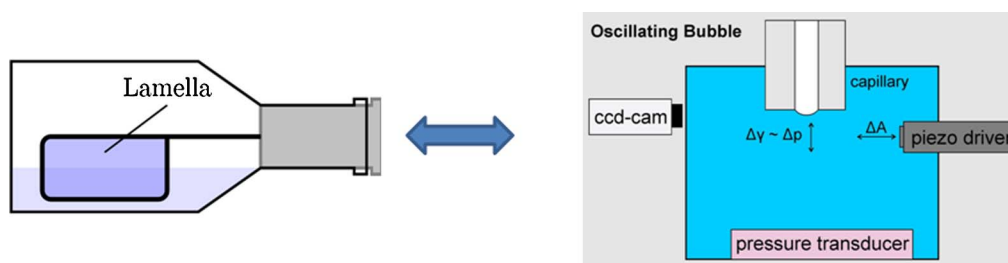 Lamella
Oscillating Bubble
capillary
ccd-cam
Δγ ~ Δp
ΔA
piezo driver
pressure transducer